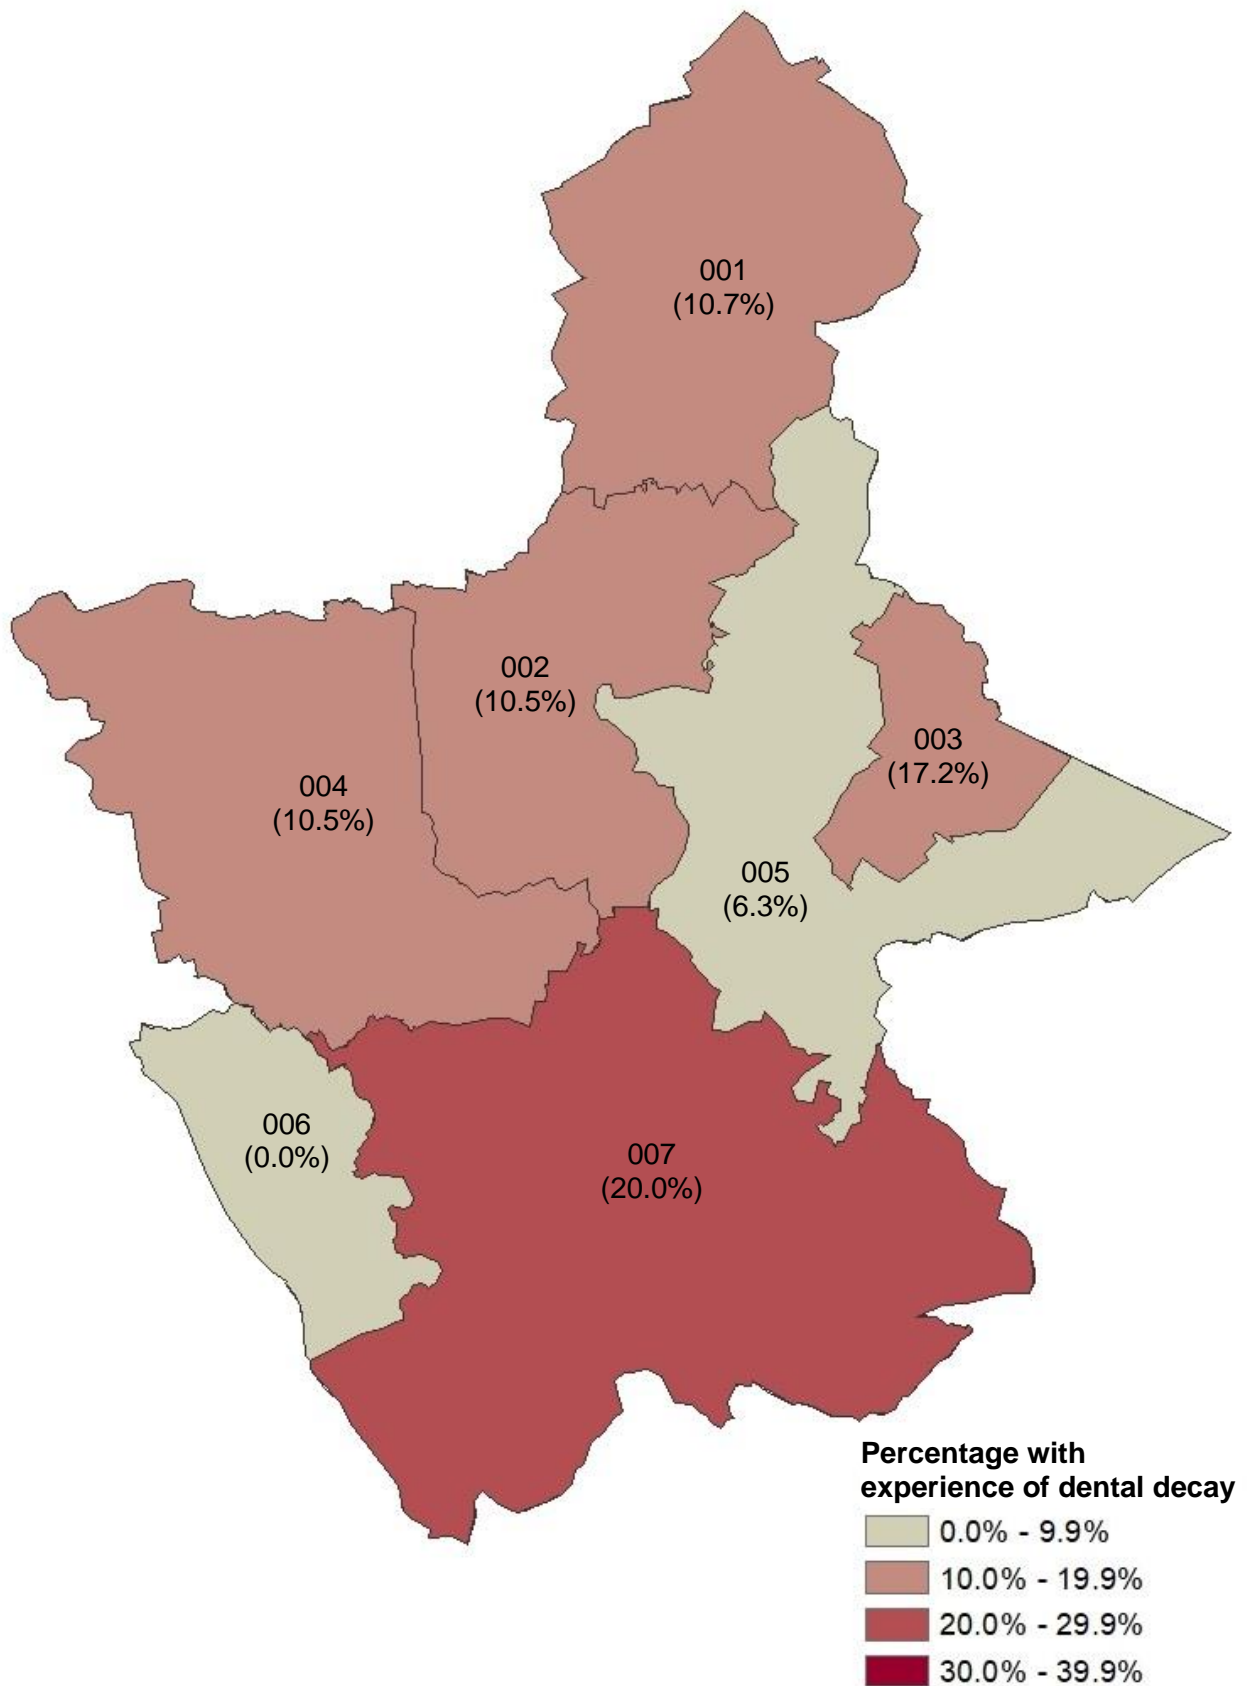 001
(10.7%)
002
(10.5%)
003
(17.2%)
004
(10.5%)
005
(6.3%)
006
(0.0%)
007
(20.0%)
Percentage with
experience of dental decay
0.0% - 9.9%
10.0% - 19.9%
20.0% - 29.9%
30.0% - 39.9%